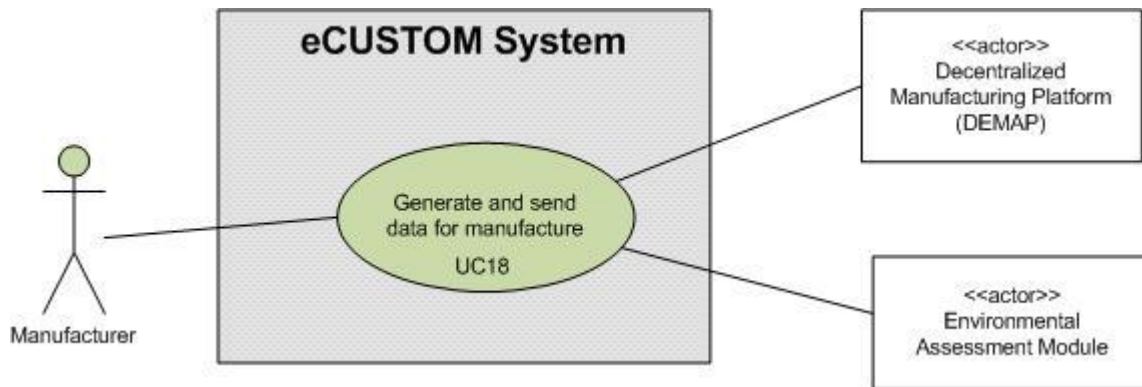 eCUSTOM System
<<actor>>
Decentralized
Manufacturing Platform
(DEMAP)
Generate and send
data for manufacture
UC18
Manufacturer
<<actor>>
Environmental
Assessment Module